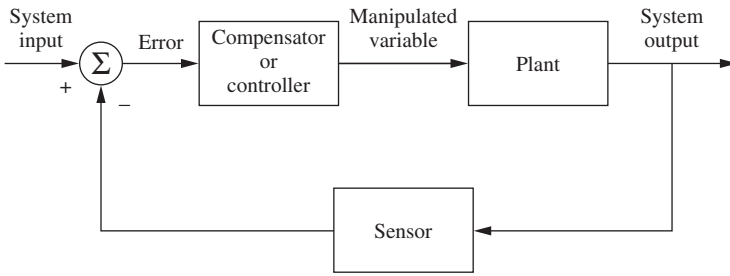 System
input
Error
Compensator
or
controller
Manipulated
variable
Plant
System
output
Σ
+
−
Sensor